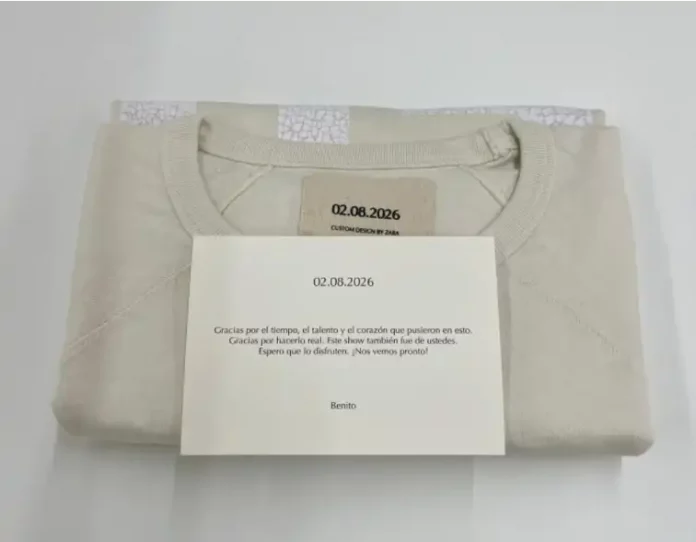 02.08.2026
CUSTOM DESIGN BY ZARA
02.08.2026
Gracias por el tiempo, el talento y el corazón que pusieron en esto.
Gracias por hacerlo real. Este show también fue de ustedes.
Espero que lo disfruten. ¡Nos vemos pronto!
Benito